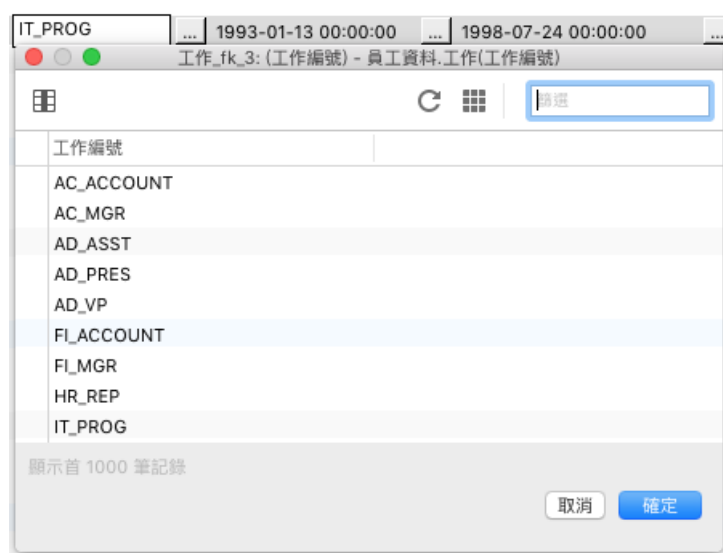 IT_PROG ... 1993-01-13 00:00:00 ... 1998-07-24 00:00:00 ...
工作_fk_3: (工作編號) - 員工資料.工作(工作編號)
篩選
工作編號
AC_ACCOUNT
AC_MGR
AD_ASST
AD_PRES
AD_VP
FI_ACCOUNT
FI_MGR
HR_REP
IT_PROG
顯示首 1000 筆記錄
取消 確定